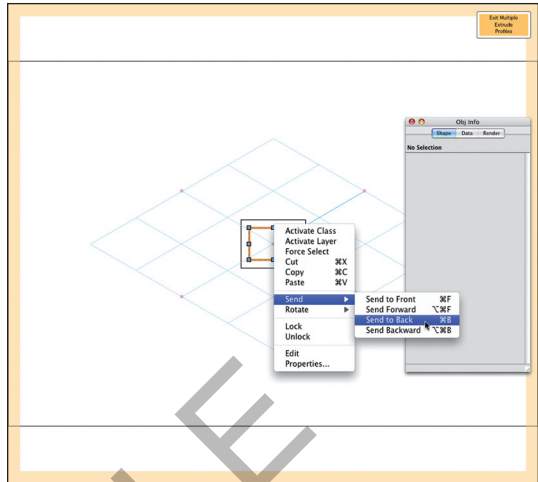 Exit Multiple
Extrude
Profiles
Obj Info
Shape Data Render
No Selection
Activate Class
Activate Layer
Force Select
Cut ⌘X
Copy ⌘C
Paste ⌘V
Send
Rotate
Lock
Unlock
Edit
Properties...
Send to Front ⌘F
Send Forward ⌥⌘F
Send to Back ⌘B
Send Backward ⌥⌘B
LE